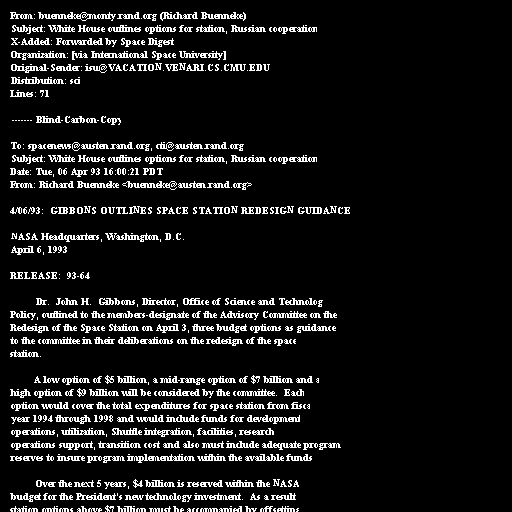 From: buenneke@monty.rand.org (Richard Buenneke)
Subject: White House outlines options for station, Russian cooperation
X-Added: Forwarded by Space Digest
Organization: [via International Space University]
Original-Sender: isu@VACATION.VENARI.CS.CMU.EDU
Distribution: sci
Lines: 71
------- Blind-Carbon-Copy
To: spacenews@austen.rand.org, cti@austen.rand.org
Subject: White House outlines options for station, Russian cooperation
Date: Tue, 06 Apr 93 16:00:21 PDT
From: Richard Buenneke <buenneke@austen.rand.org>
4/06/93: GIBBONS OUTLINES SPACE STATION REDESIGN GUIDANCE
NASA Headquarters, Washington, D.C.
April 6, 1993
RELEASE: 93-64
Dr. John H. Gibbons, Director, Office of Science and Technolog
Policy, outlined to the members-designate of the Advisory Committee on the
Redesign of the Space Station on April 3, three budget options as guidance
to the committee in their deliberations on the redesign of the space
station.
A low option of $5 billion, a mid-range option of $7 billion and a
high option of $9 billion will be considered by the committee. Each
option would cover the total expenditures for space station from fisca
year 1994 through 1998 and would include funds for development
operations, utilization, Shuttle integration, facilities, research
operations support, transition cost and also must include adequate program
reserves to insure program implementation within the available funds
Over the next 5 years, $4 billion is reserved within the NASA
budget for the President's new technology investment. As a result
station options above $7 billion must be accompanied by offsetting